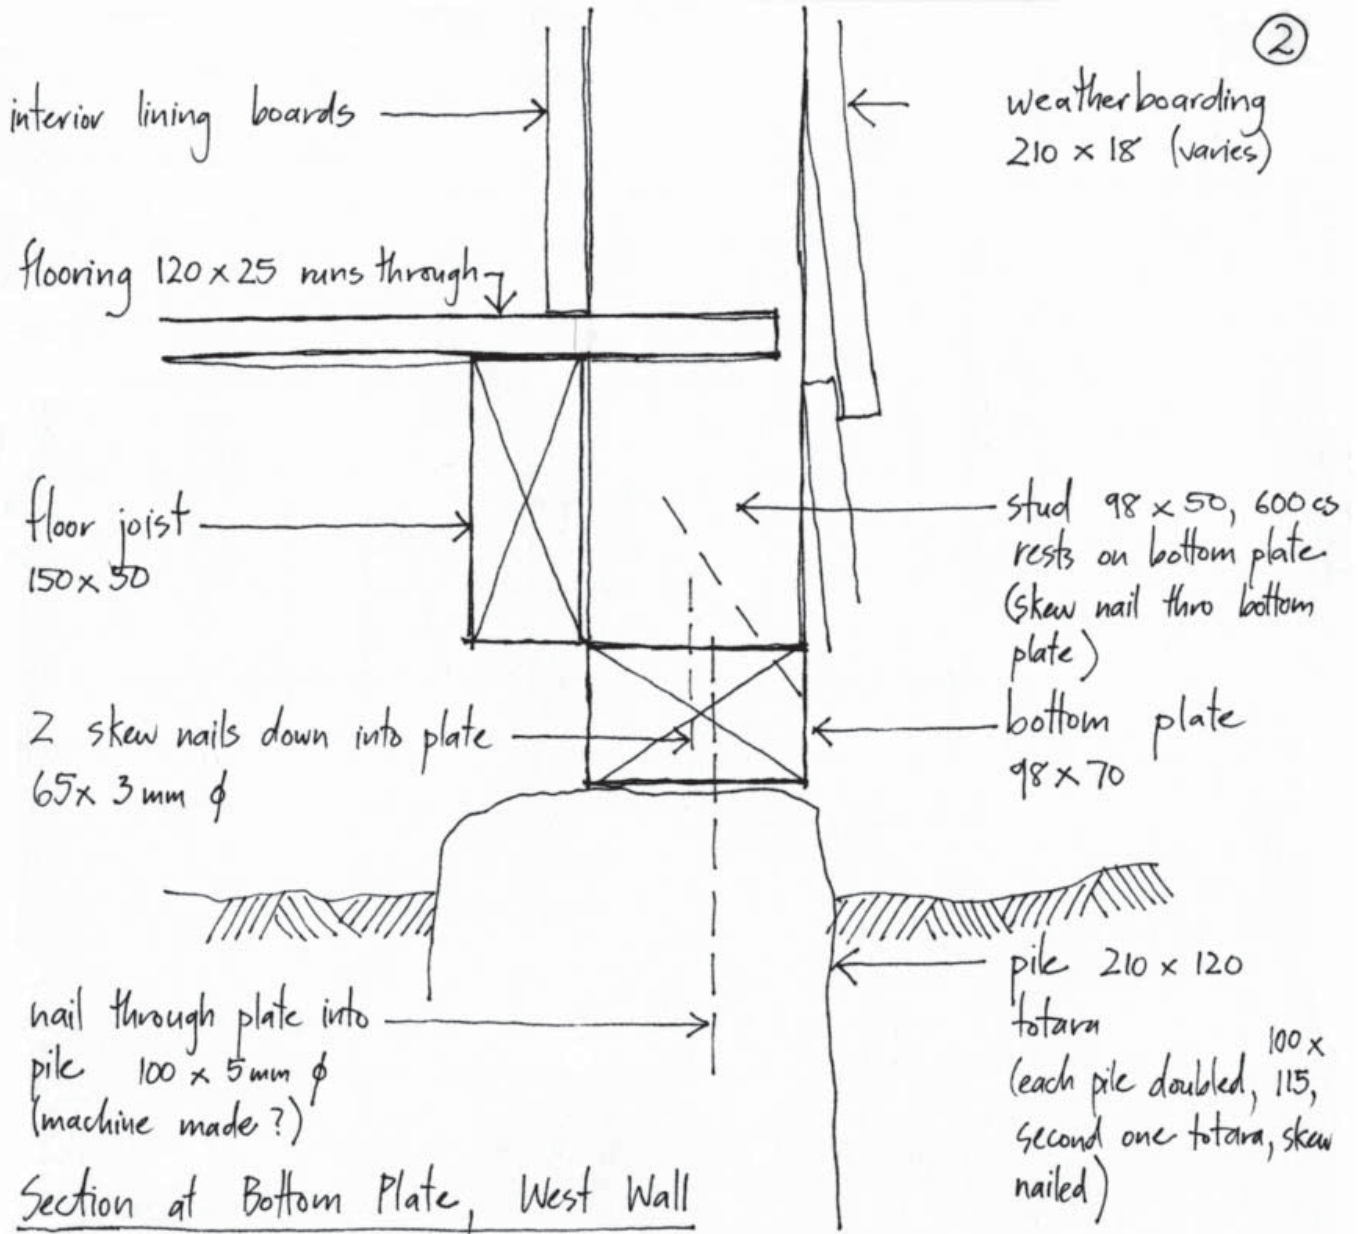 ②
interior lining boards
weatherboarding
210 x 18 (varies)
flooring 120 x 25 runs through
floor joist
150 x 50
stud 98 x 50, 600 cs
rests on bottom plate
(skew nail thro bottom
plate)
2 skew nails down into plate
65 x 3 mm ϕ
bottom plate
98 x 70
nail through plate into
pile 100 x 5 mm ϕ
(machine made ?)
pile 210 x 120
totara
(each pile doubled, 100 x
115,
second one totara, skew
nailed)
Section at Bottom Plate, West Wall